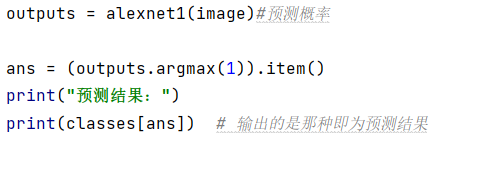 outputs = alexnet1(image)#预测概率
ans = (outputs.argmax(1)).item()
print("预测结果：")
print(classes[ans])  # 输出的是那种即为预测结果